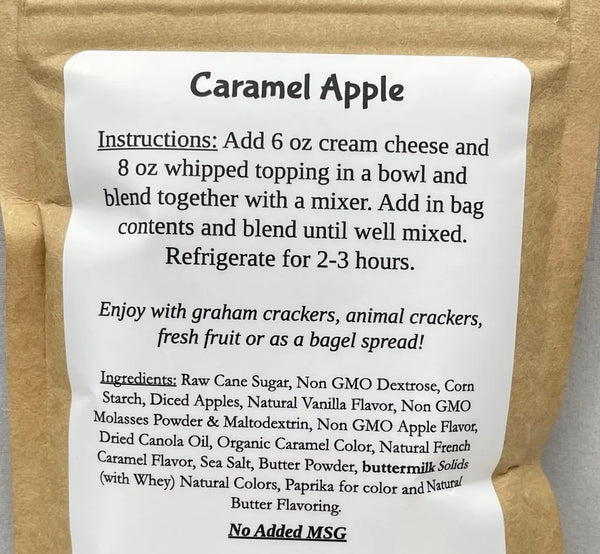 Caramel Apple
Instructions: Add 6 oz cream cheese and
8 oz whipped topping in a bowl and
blend together with a mixer. Add in bag
contents and blend until well mixed.
Refrigerate for 2-3 hours.
Enjoy with graham crackers, animal crackers,
fresh fruit or as a bagel spread!
Ingredients: Raw Cane Sugar, Non GMO Dextrose, Corn
Starch, Diced Apples, Natural Vanilla Flavor, Non GMO
Molasses Powder & Maltodextrin, Non GMO Apple Flavor,
Dried Canola Oil, Organic Caramel Color, Natural French
Caramel Flavor, Sea Salt, Butter Powder, buttermilk Solids
(with Whey) Natural Colors, Paprika for color and Natural
Butter Flavoring.
No Added MSG